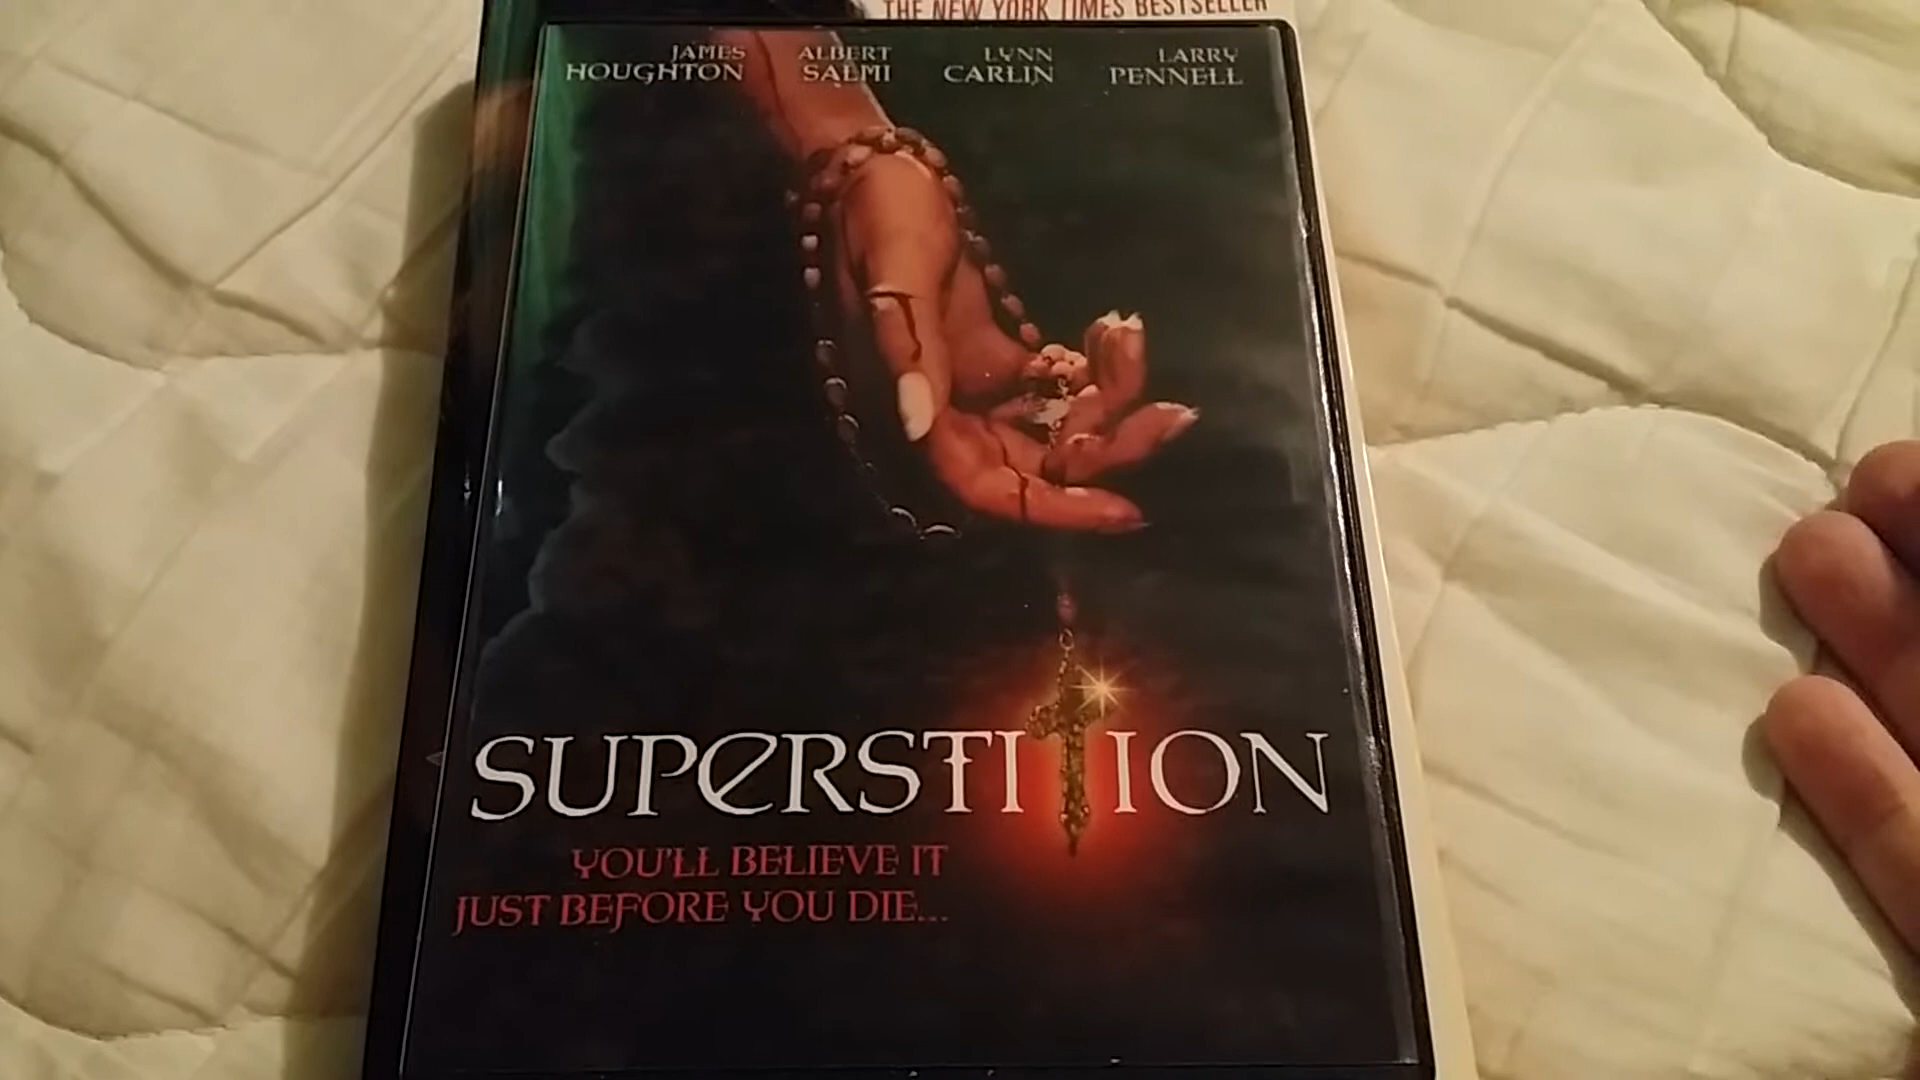 THE NEW YORK TIMES BESTSELLER
JAMES HOUGHTON
ALBERT SALMI
LYNN CARLIN
LARRY PENNELL
SUPERSTITION
YOU'LL BELIEVE IT
JUST BEFORE YOU DIE...